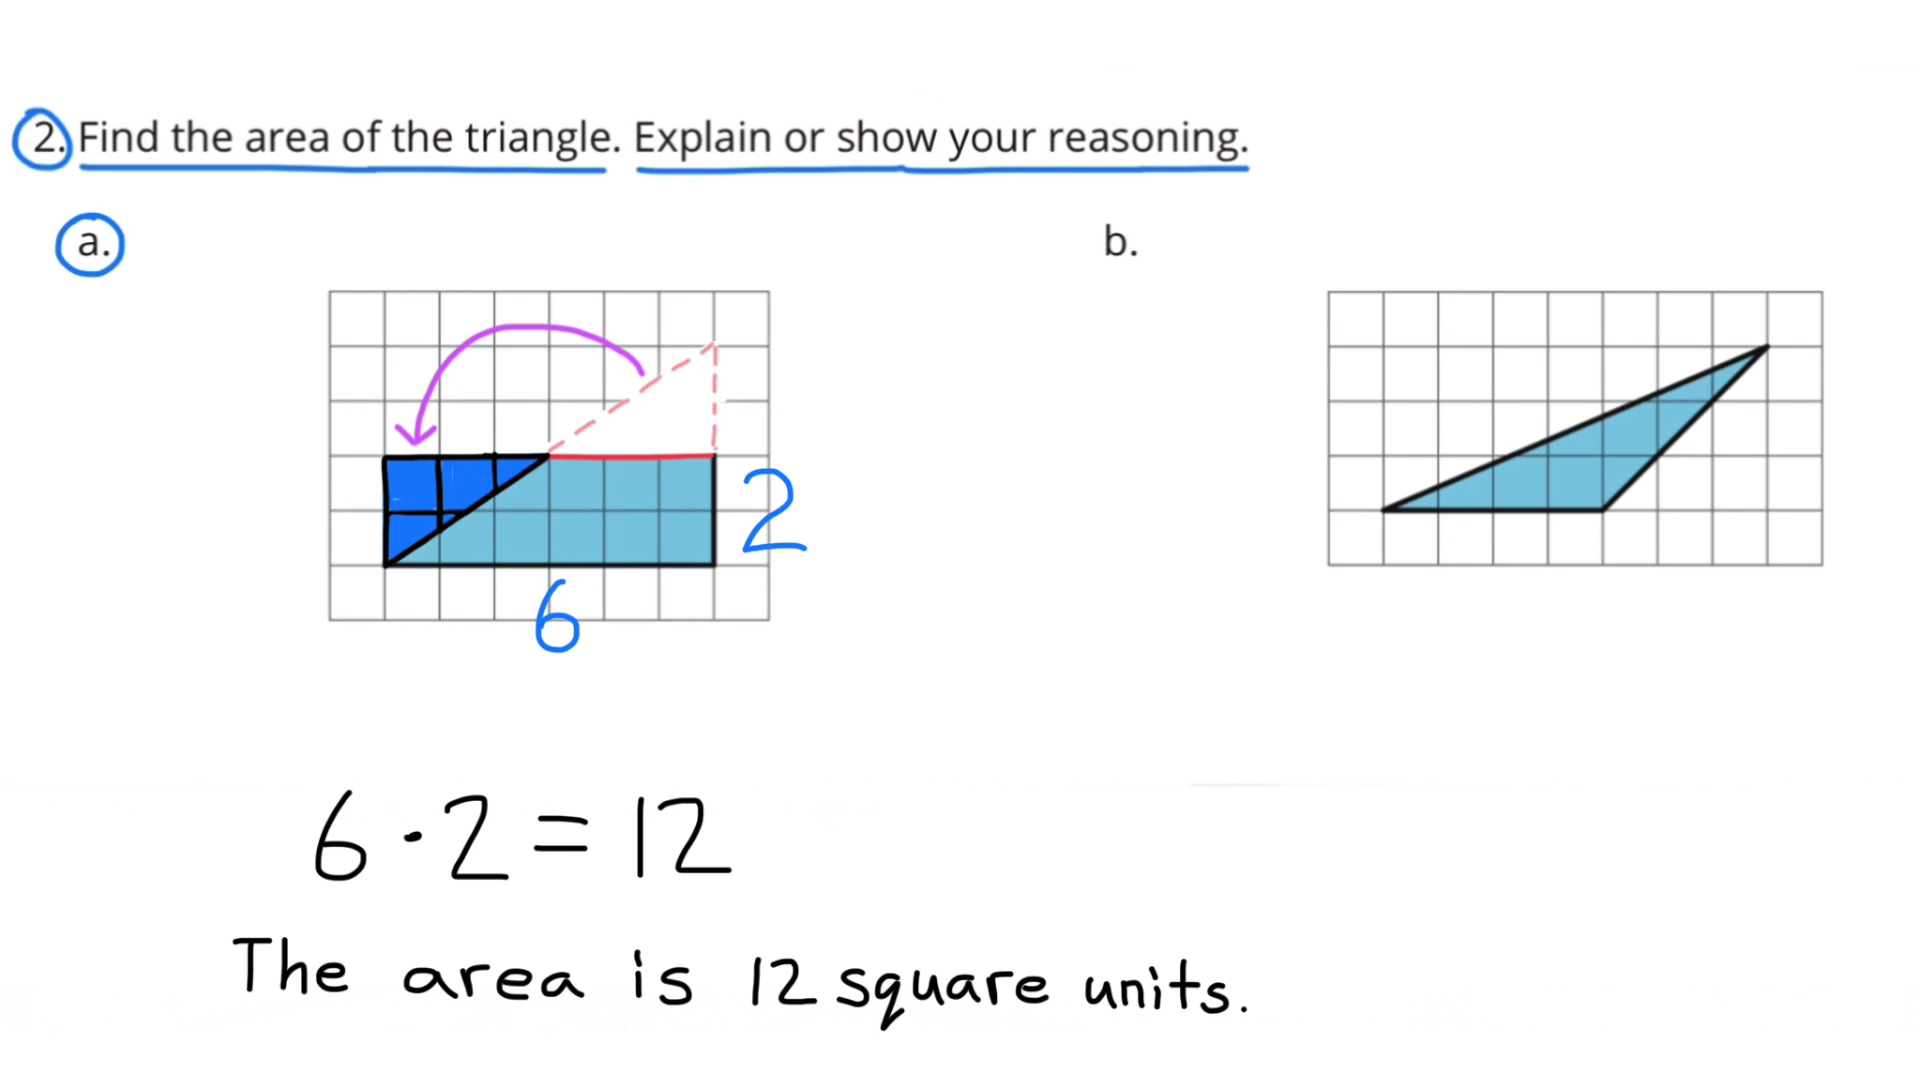 2. Find the area of the triangle. Explain or show your reasoning.
a.
b.
2
6
6 · 2 = 12
The area is 12 square units.